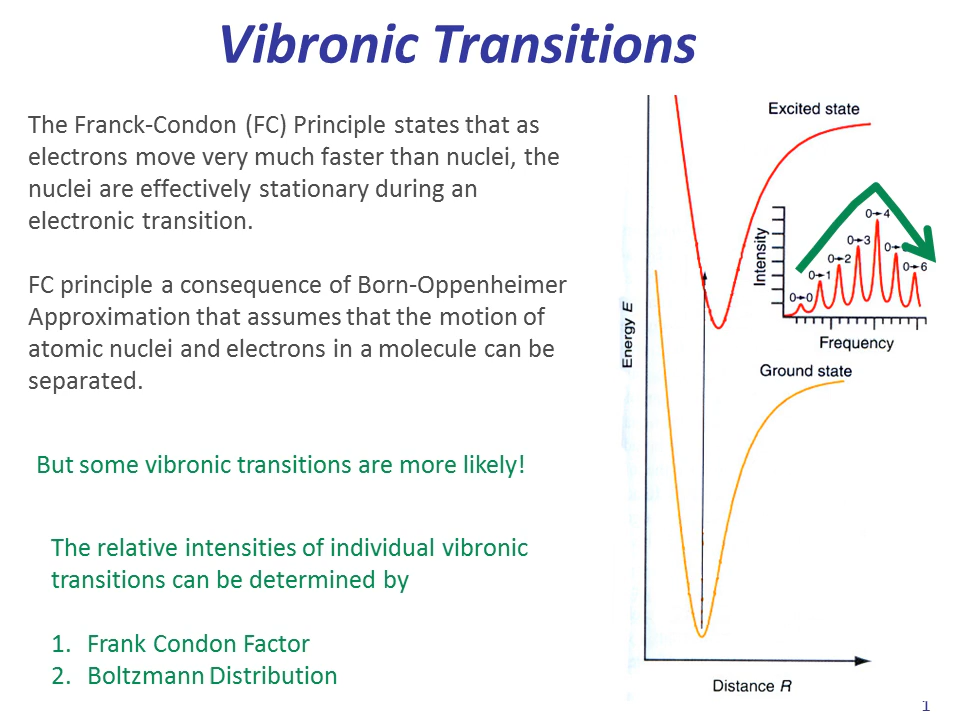 Vibronic Transitions
The Franck-Condon (FC) Principle states that as
electrons move very much faster than nuclei, the
nuclei are effectively stationary during an
electronic transition.
FC principle a consequence of Born-Oppenheimer
Approximation that assumes that the motion of
atomic nuclei and electrons in a molecule can be
separated.
But some vibronic transitions are more likely!
The relative intensities of individual vibronic
transitions can be determined by
1. Frank Condon Factor
2. Boltzmann Distribution
Excited state
0→4
0→3
0→
0→2
0→6
0→1
0→0
Intensity
Frequency
Energy E
Ground state
Distance R
1